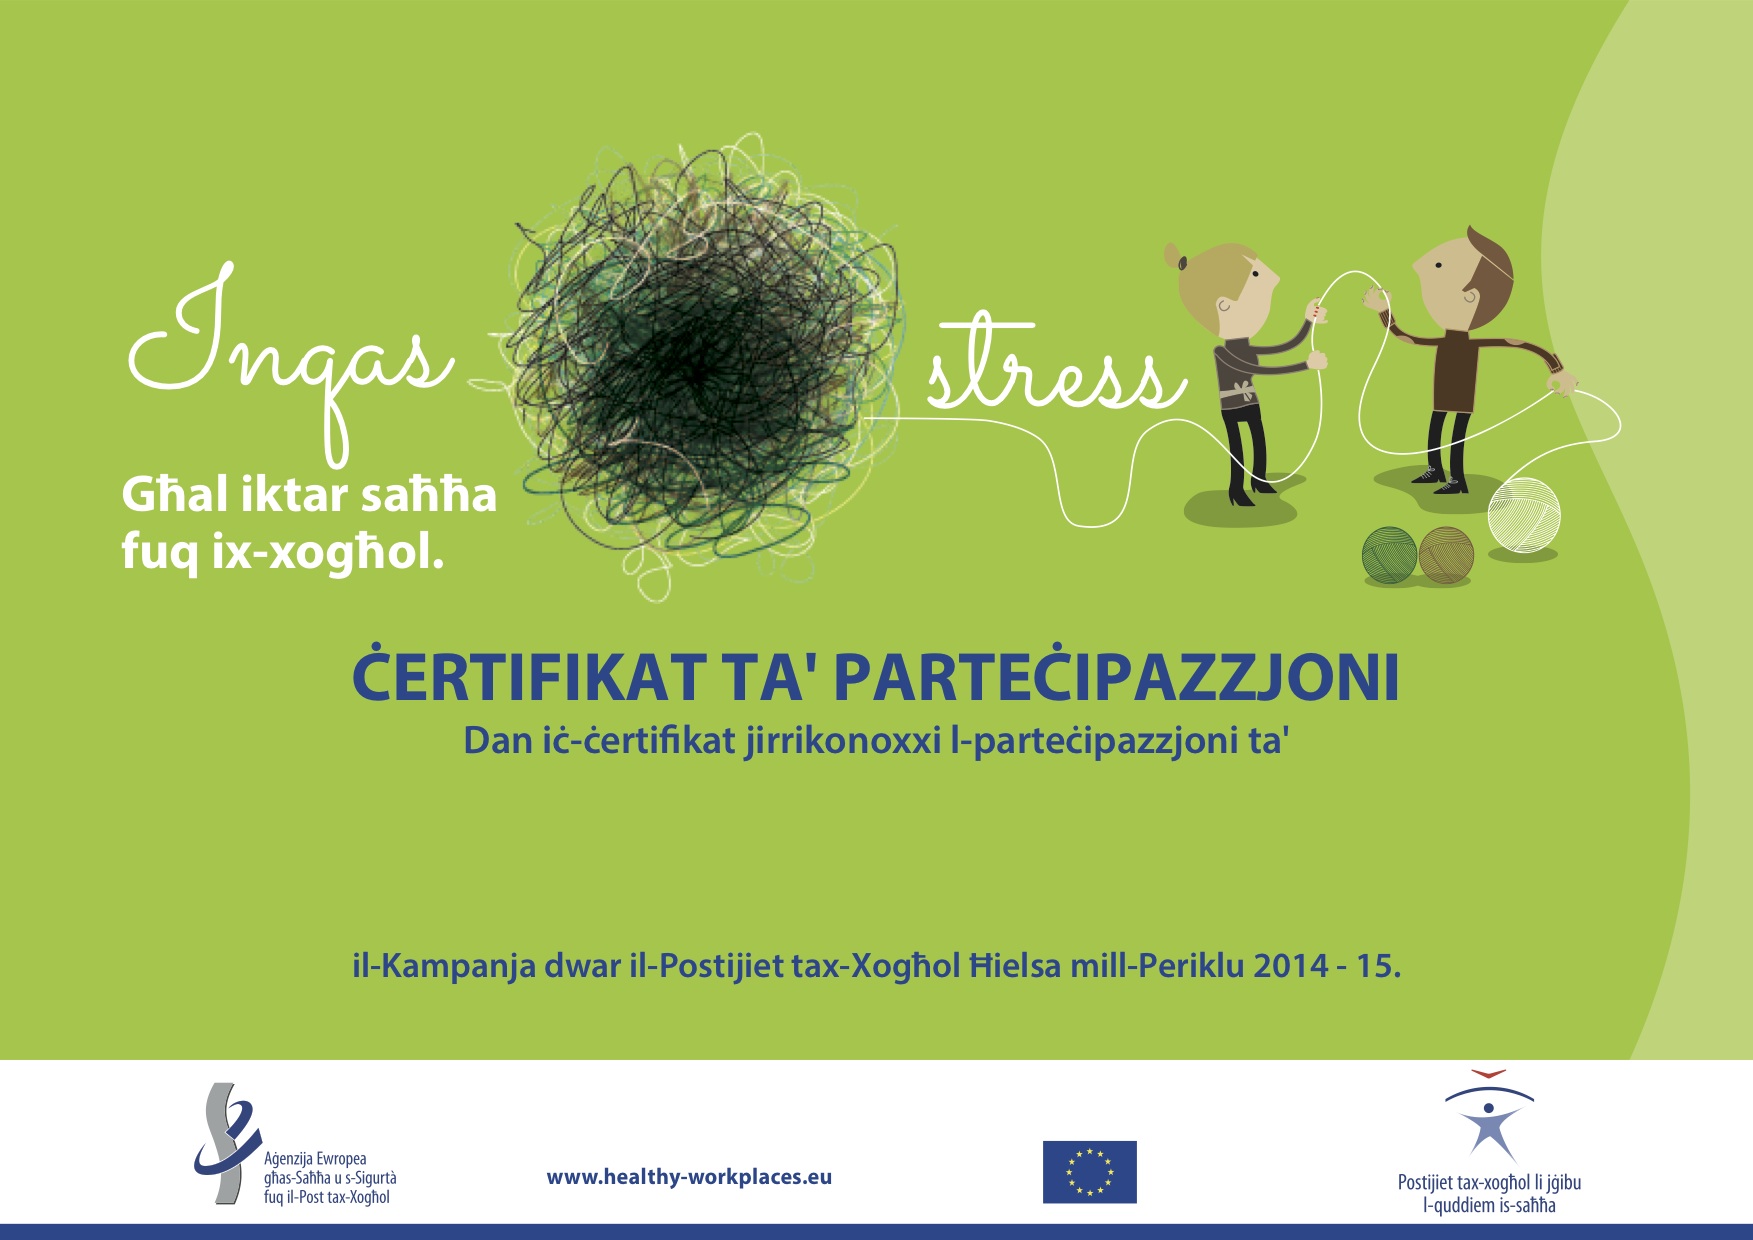 Inqas stress
Għal iktar saħħa
fuq ix-xogħol.
ĊERTIFIKAT TA' PARTEĊIPAZZJONI
Dan iċ-ċertifikat jirrikonoxxi l-parteċipazzjoni ta'
il-Kampanja dwar il-Postijiet tax-Xogħol Ħielsa mill-Periklu 2014 - 15.
Aġenzija Ewropea
għas-Saħħa u s-Sigurtà
fuq il-Post tax-Xogħol
www.healthy-workplaces.eu
Postijiet tax-xogħol li jġibu
l-quddiem is-saħħa